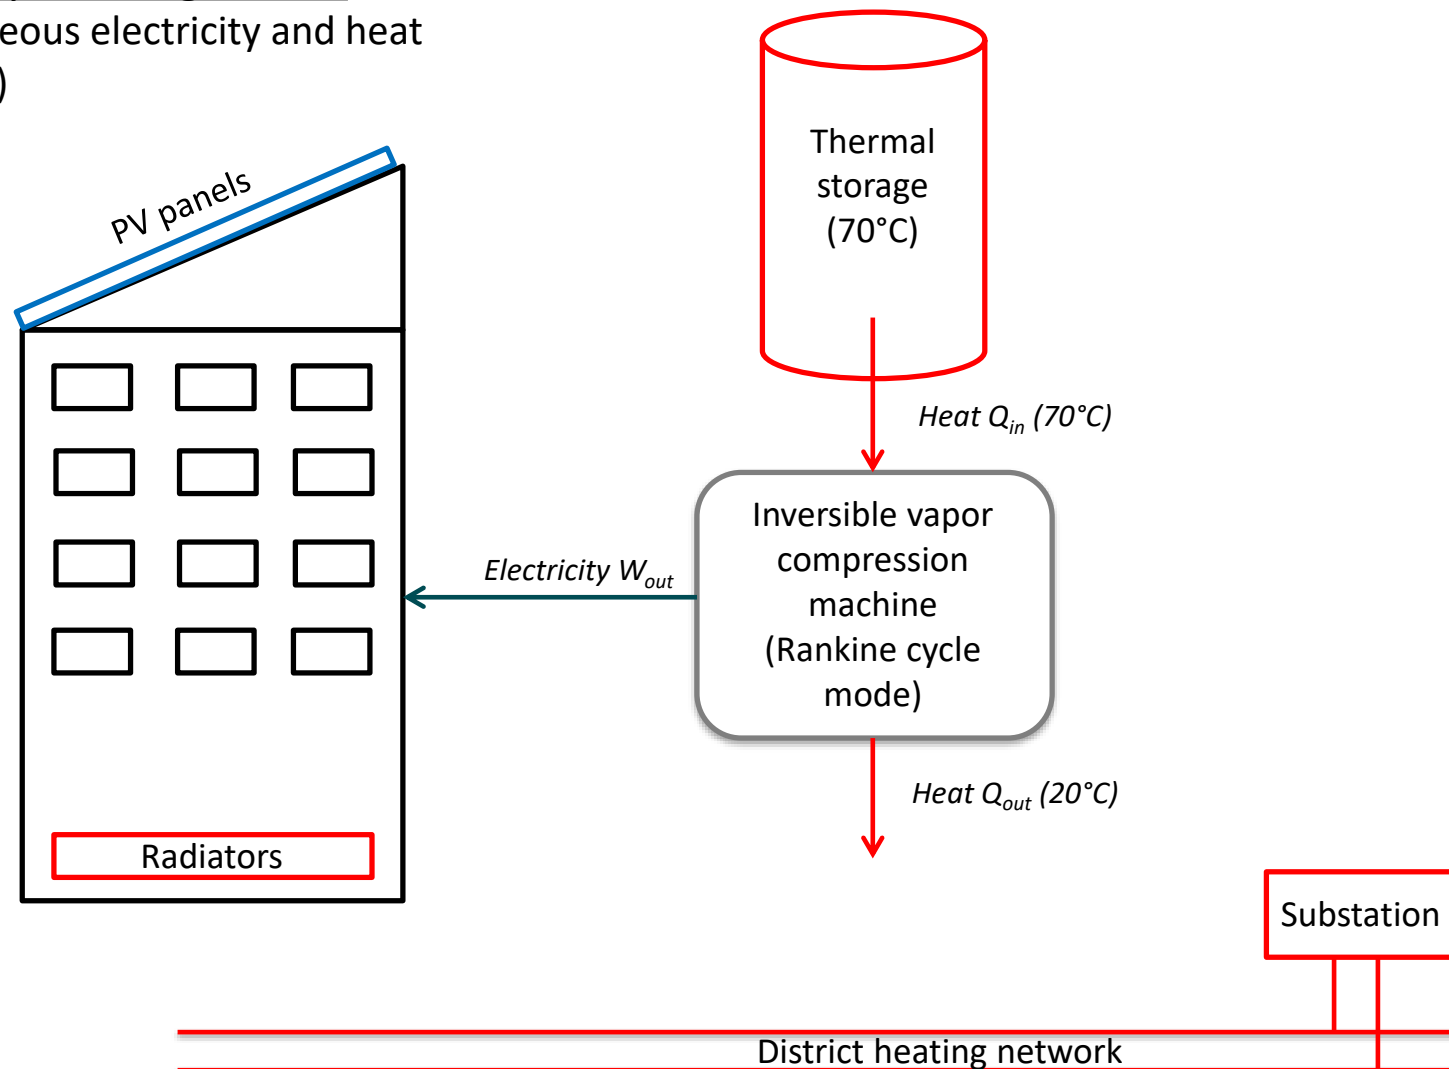 eous electricity and heat
)
PV panels
Thermal
storage
(70°C)
Heat Qin (70°C)
Inversible vapor
compression
machine
(Rankine cycle
mode)
Electricity Wout
Heat Qout (20°C)
Radiators
Substation
District heating network